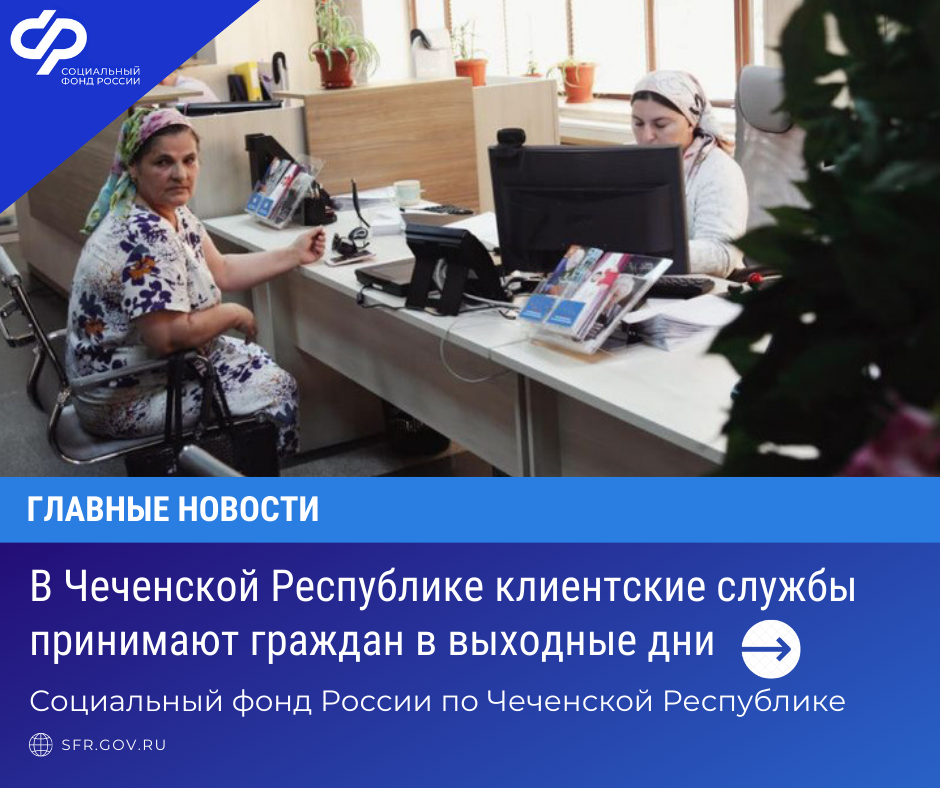 СОЦИАЛЬНЫЙ
ФОНД РОССИИ
ГЛАВНЫЕ НОВОСТИ
В Чеченской Республике клиентские службы
принимают граждан в выходные дни
Социальный фонд России по Чеченской Республике
SFR.GOV.RU